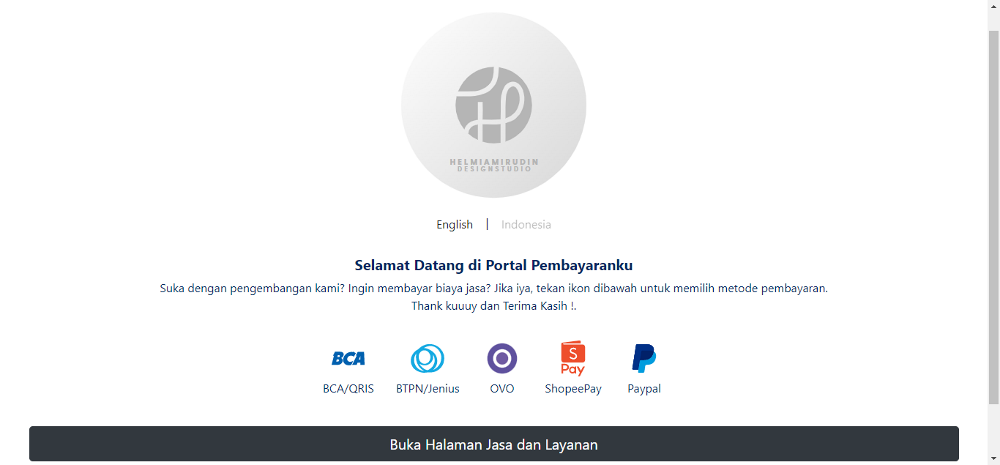 HELMIAMIRUDIN
DESIGNSTUDIO
English | Indonesia
Selamat Datang di Portal Pembayaranku
Suka dengan pengembangan kami? Ingin membayar biaya jasa? Jika iya, tekan ikon dibawah untuk memilih metode pembayaran.
Thank kuuuy dan Terima Kasih !.
BCA
S
Pay
BCA/QRIS BTPN/Jenius OVO ShopeePay Paypal
Buka Halaman Jasa dan Layanan